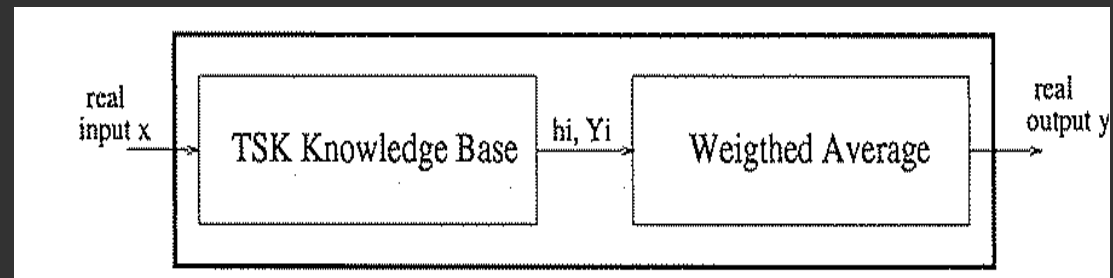 real
input x
TSK Knowledge Base
hi, Yi
Weigthed Average
real
output y